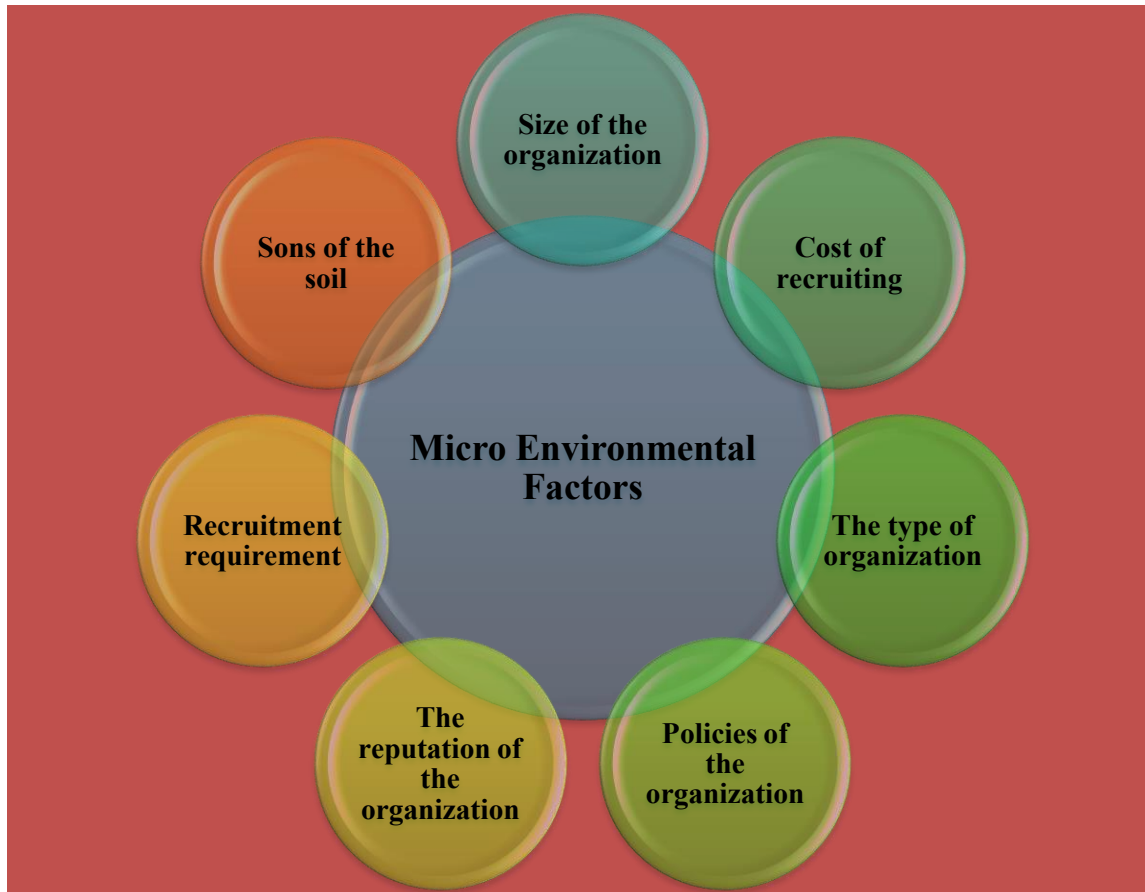 Size of the
organization
Cost of
recruiting
The type of
organization
Policies of
the
organization
The
reputation of
the
organization
Recruitment
requirement
Sons of the
soil
Micro Environmental
Factors